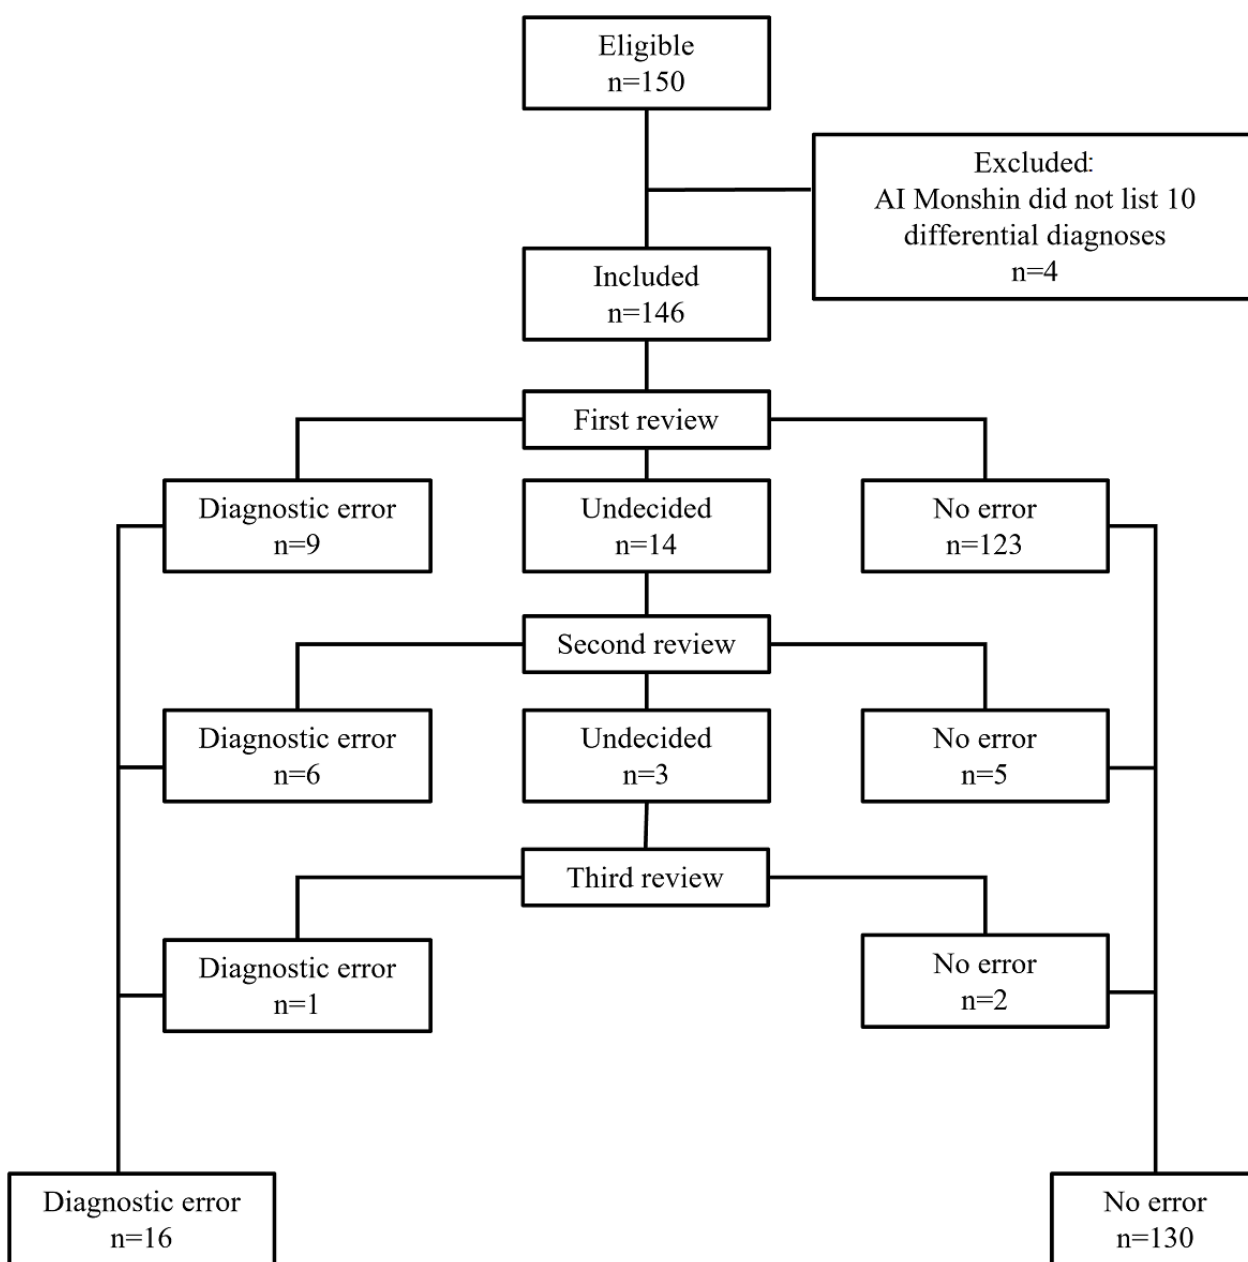 Eligible
n=150
Excluded:
AI Monshin did not list 10
differential diagnoses
n=4
Included
n=146
First review
Diagnostic error
n=9
Undecided
n=14
No error
n=123
Second review
Diagnostic error
n=6
Undecided
n=3
No error
n=5
Third review
Diagnostic error
n=1
No error
n=2
Diagnostic error
n=16
No error
n=130